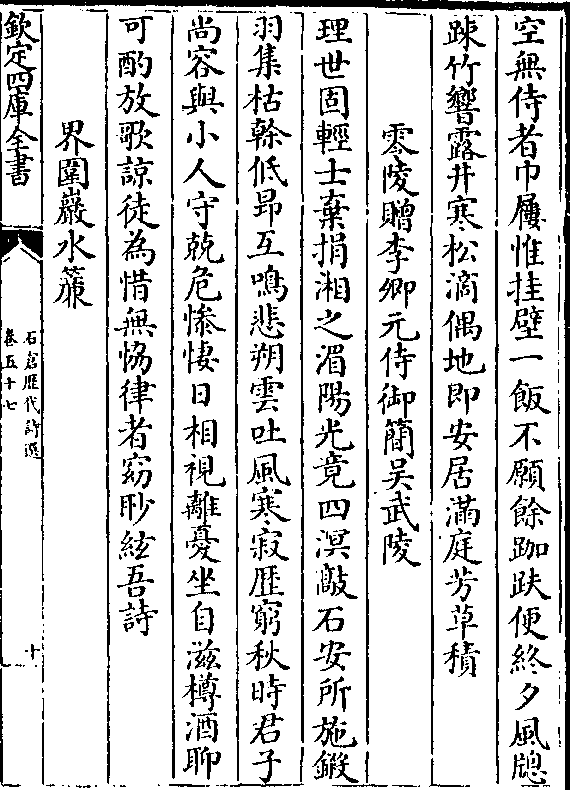 空無侍者巾屨惟挂壁一飯不願餘跏趺便終夕風牎
踈竹響露井寒松滴偶地即安居滿庭芳草積
零陵贈李卿元侍御簡吳武陵
理世固輕士棄捐湘之湄陽光竟四溟敲石安所施鎩
羽集枯榦低昻互鳴悲朔雲吐風寒寂歴窮秋時君子
尚容與小人守兢危慘悽日相視離憂坐自滋樽酒聊
可酌放歌諒徒為惜無恊律者窈眇絃吾詩
界圍巖水簾
欽定四庫全書
石倉歴代詩選
卷五十七
十